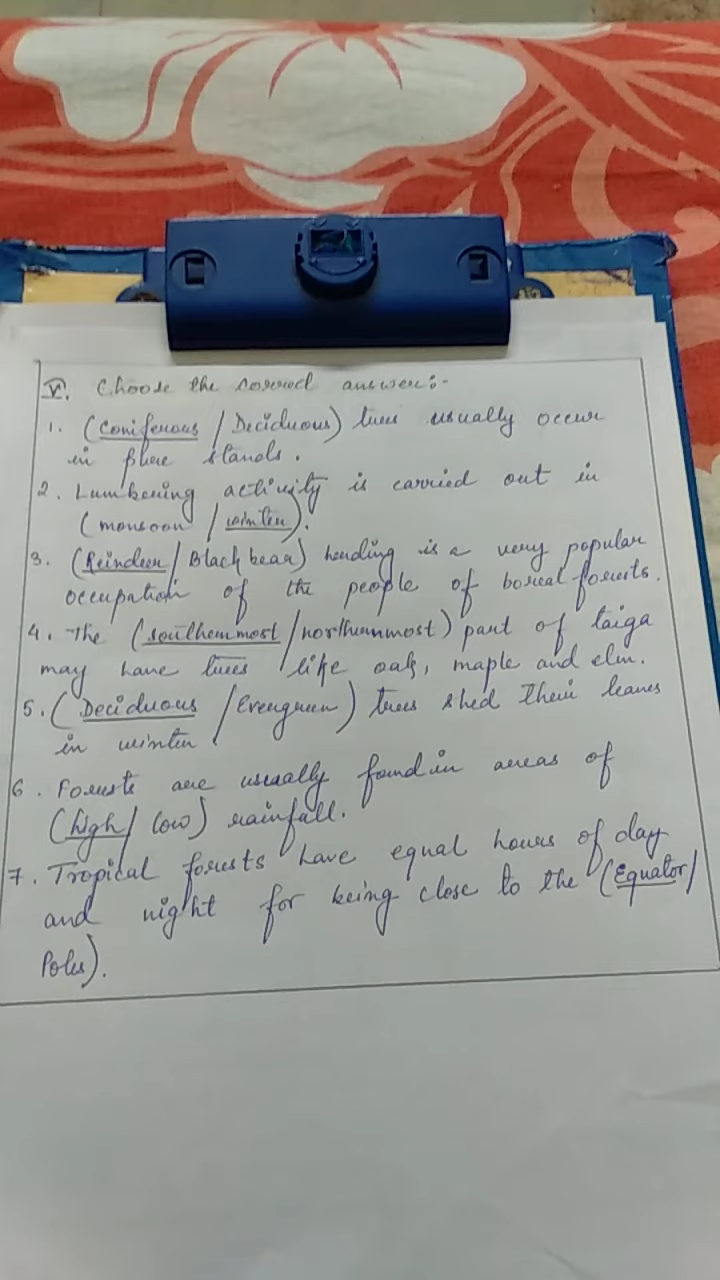 V. Choose the correct answer:-
1. (Coniferous / Deciduous) trees usually occur
in pure stands.
2. Lumbering activity is carried out in
(monsoon / winter).
3. (Reindeer / Black bear) herding is a very popular
occupation of the people of boreal forests.
4. The (southernmost / northernmost) part of taiga
may have trees like oak, maple and elm.
5. (Deciduous / Evergreen) trees shed their leaves
in winter.
6. Forests are usually found in areas of
(high / low) rainfall.
7. Tropical forests have equal hours of day
and night for being close to the (Equator /
Poles).